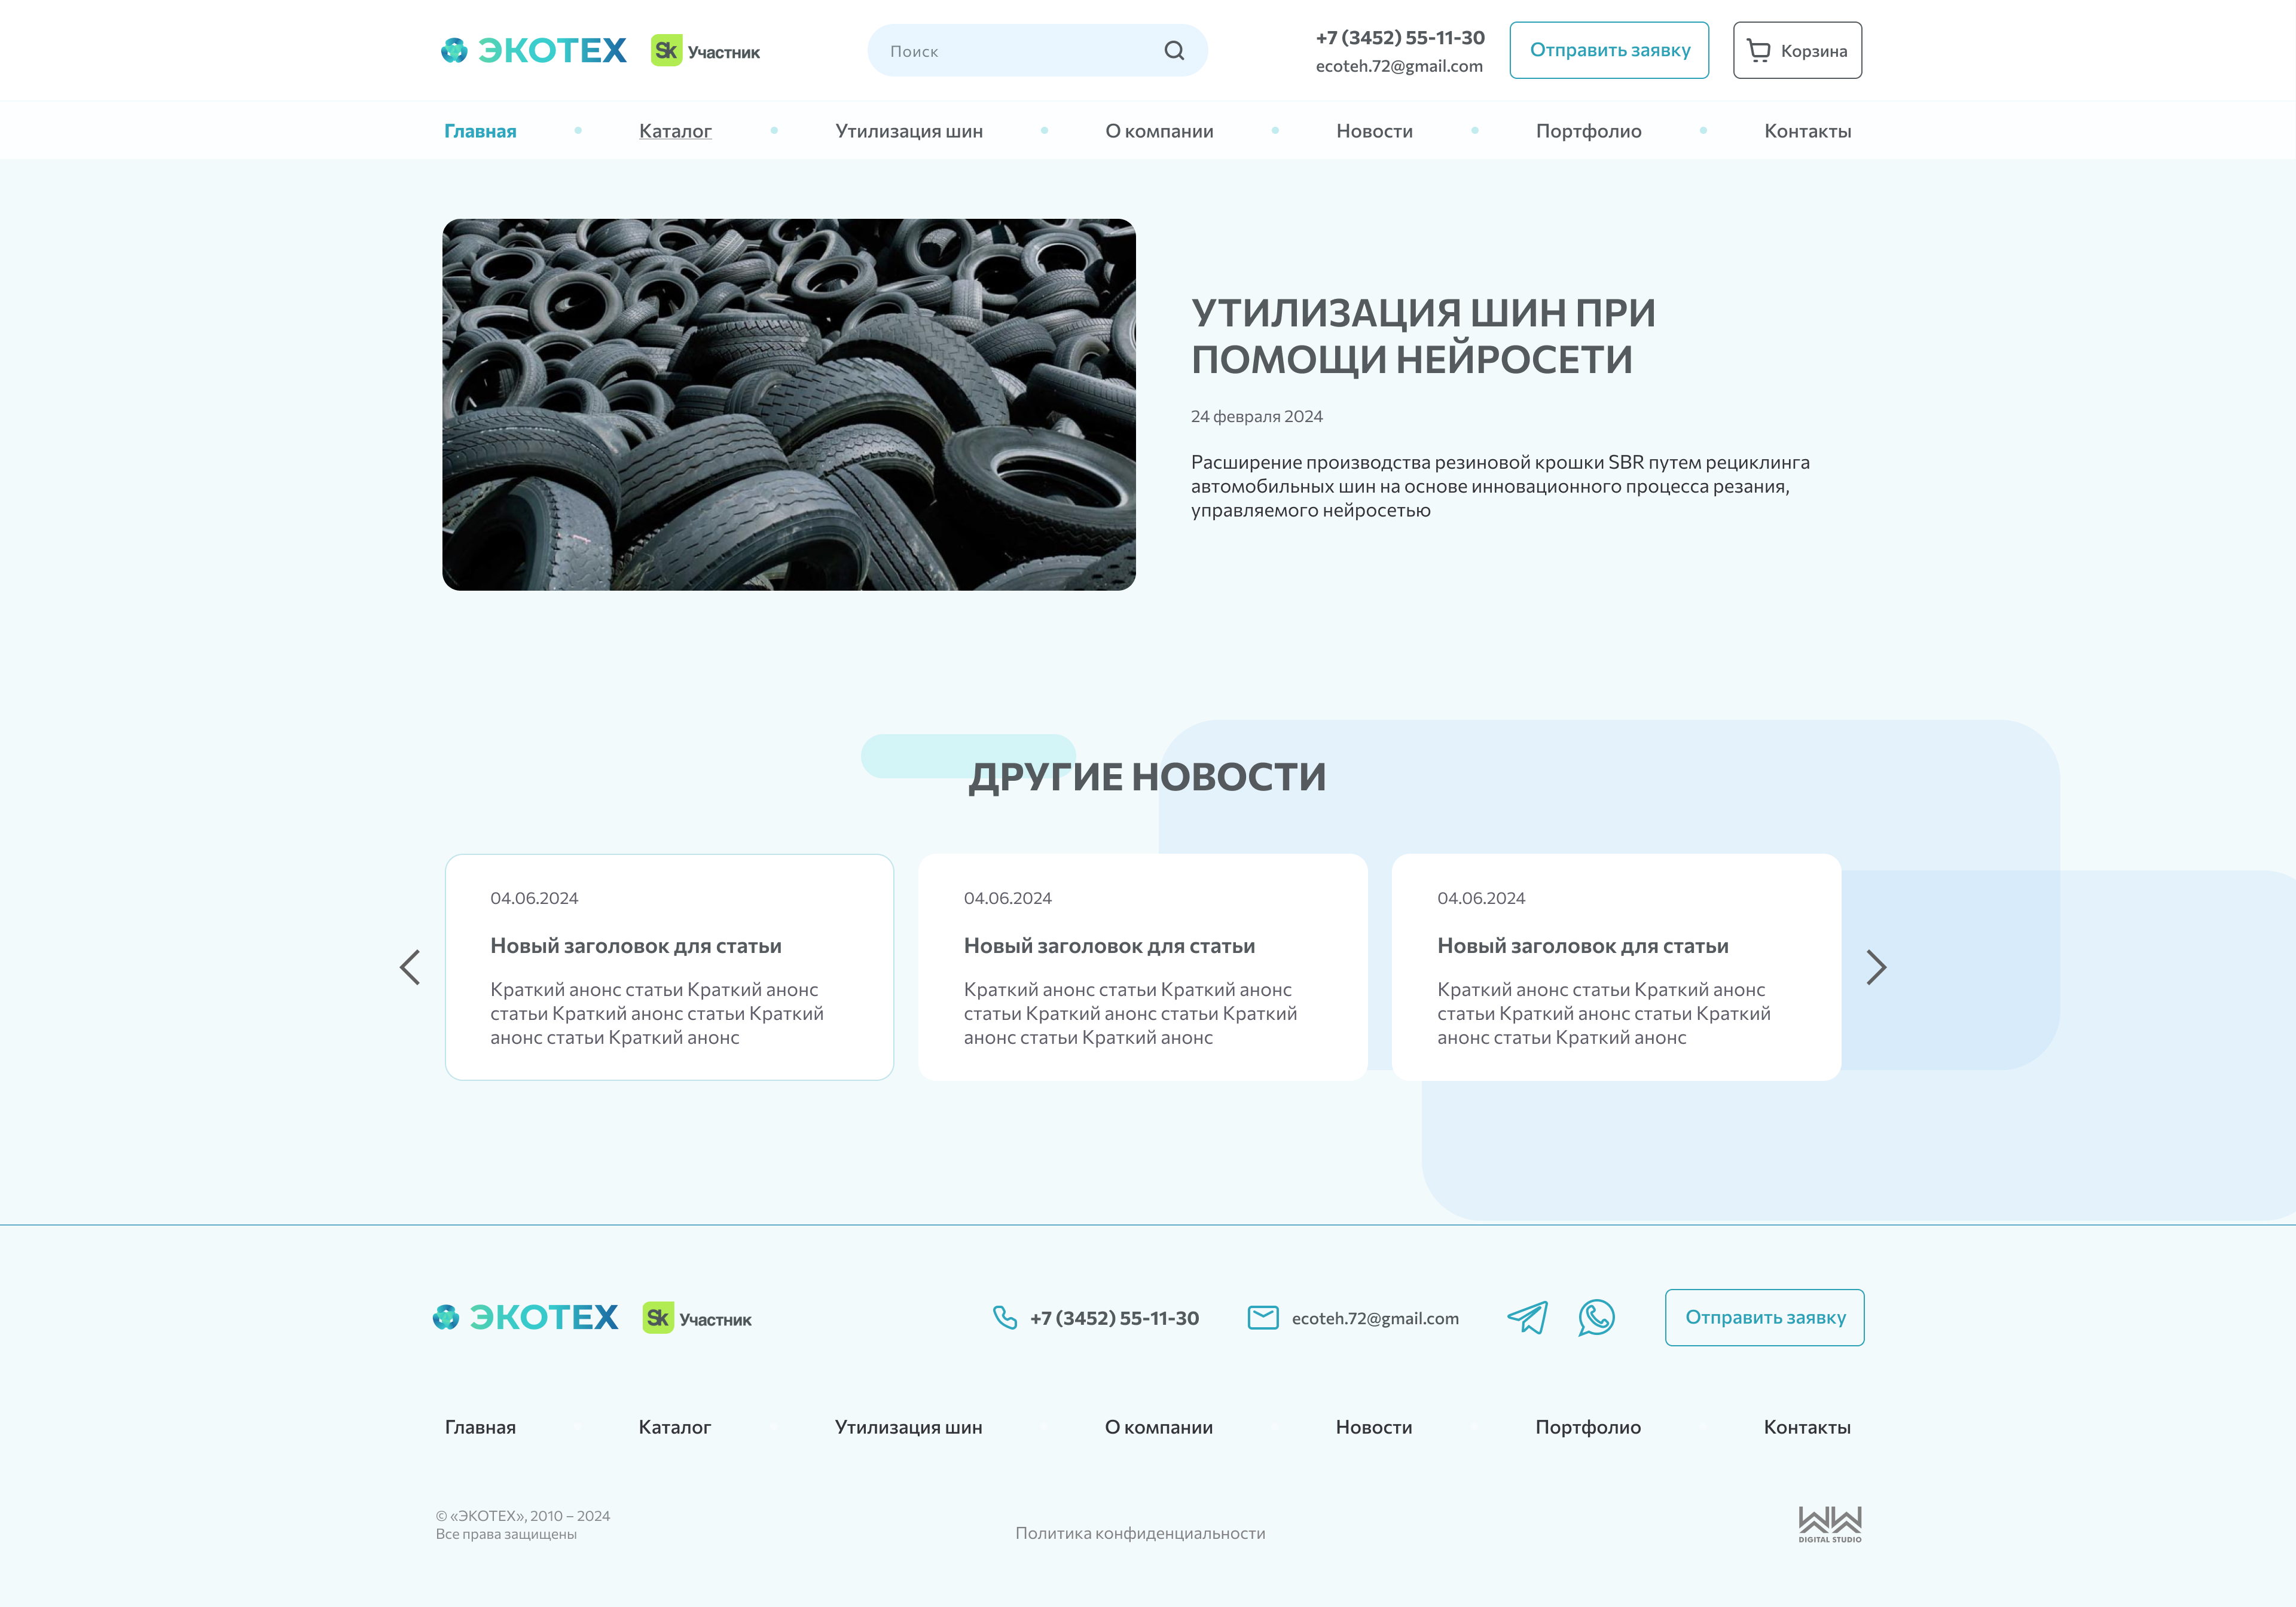 ЭКОТЕХ
Sk Участник
Поиск
+7 (3452) 55-11-30
ecoteh.72@gmail.com
Отправить заявку
Корзина
Главная
Каталог
Утилизация шин
О компании
Новости
Портфолио
Контакты
УТИЛИЗАЦИЯ ШИН ПРИ
ПОМОЩИ НЕЙРОСЕТИ
24 февраля 2024
Расширение производства резиновой крошки SBR путем рециклинга
автомобильных шин на основе инновационного процесса резания,
управляемого нейросетью
ДРУГИЕ НОВОСТИ
04.06.2024
Новый заголовок для статьи
Краткий анонс статьи Краткий анонс
статьи Краткий анонс статьи Краткий
анонс статьи Краткий анонс
04.06.2024
Новый заголовок для статьи
Краткий анонс статьи Краткий анонс
статьи Краткий анонс статьи Краткий
анонс статьи Краткий анонс
04.06.2024
Новый заголовок для статьи
Краткий анонс статьи Краткий анонс
статьи Краткий анонс статьи Краткий
анонс статьи Краткий анонс
ЭКОТЕХ
Sk Участник
+7 (3452) 55-11-30
ecoteh.72@gmail.com
Отправить заявку
Главная
Каталог
Утилизация шин
О компании
Новости
Портфолио
Контакты
© «ЭКОТЕХ», 2010 – 2024
Все права защищены
Политика конфиденциальности
WW
DIGITAL STUDIO